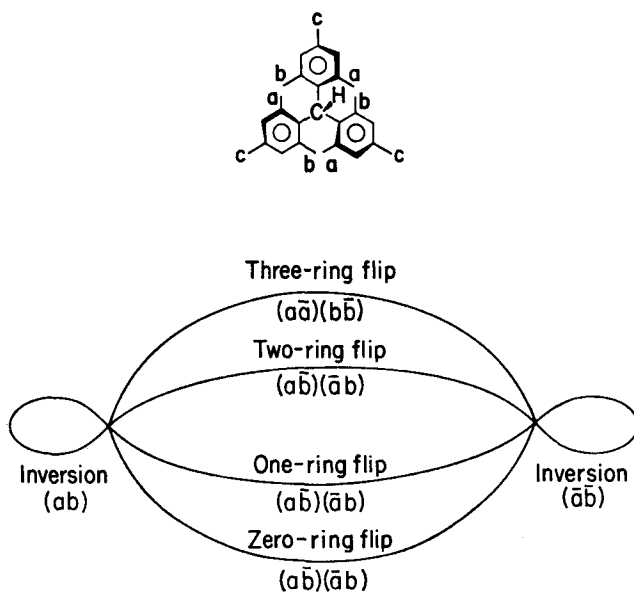 c
b a
a H b
C
c b a c
Three-ring flip
(aā)(bb̄)
Two-ring flip
(ab̄)(āb)
Inversion
(ab)
One-ring flip
(ab̄)(āb)
Inversion
(āb̄)
Zero-ring flip
(ab̄)(āb)